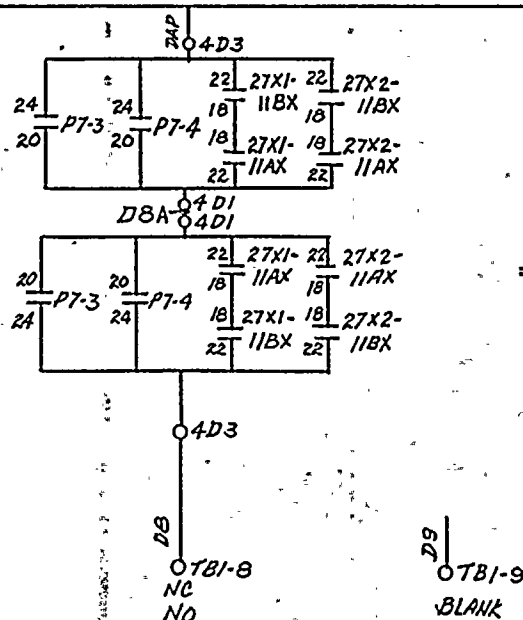 DAP
4D3
22 27X1- 22 27X2-
24 24 11BX 11BX
P7-3 P7-4 18 18
20 20 18 27X1- 18 27X2-
22 11AX 22 11AX
4D1
D8A
4D1
22 27X1- 22 27X2-
20 20 11AX 11AX
P7-3 P7-4 18 18
24 24 18 27X1- 18 27X2-
22 11BX 22 11BX
4D3
D8 D9
TB1-8 TB1-9
NC BLANK
NO